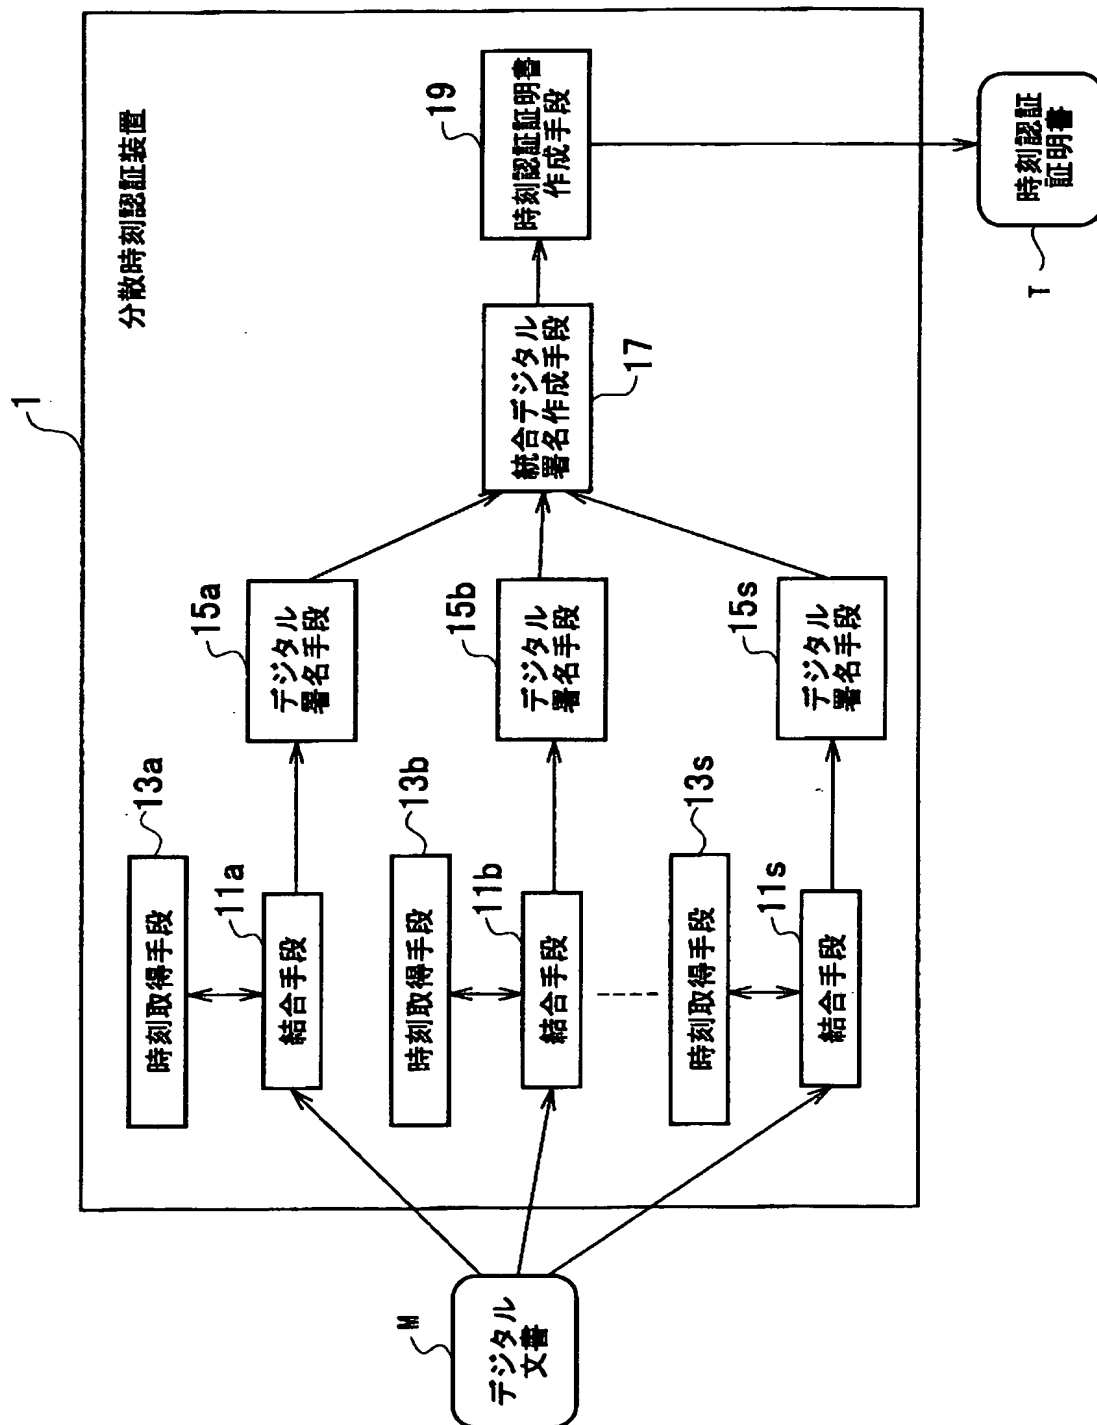 1
分散時刻認証装置
M
デジタル
文書
時刻取得手段
13a
結合手段
11a
デジタル
署名手段
15a
時刻取得手段
13b
結合手段
11b
デジタル
署名手段
15b
時刻取得手段
13s
結合手段
11s
デジタル
署名手段
15s
統合デジタル
署名作成手段
17
時刻認証証明書
作成手段
19
時刻認証
証明書
T